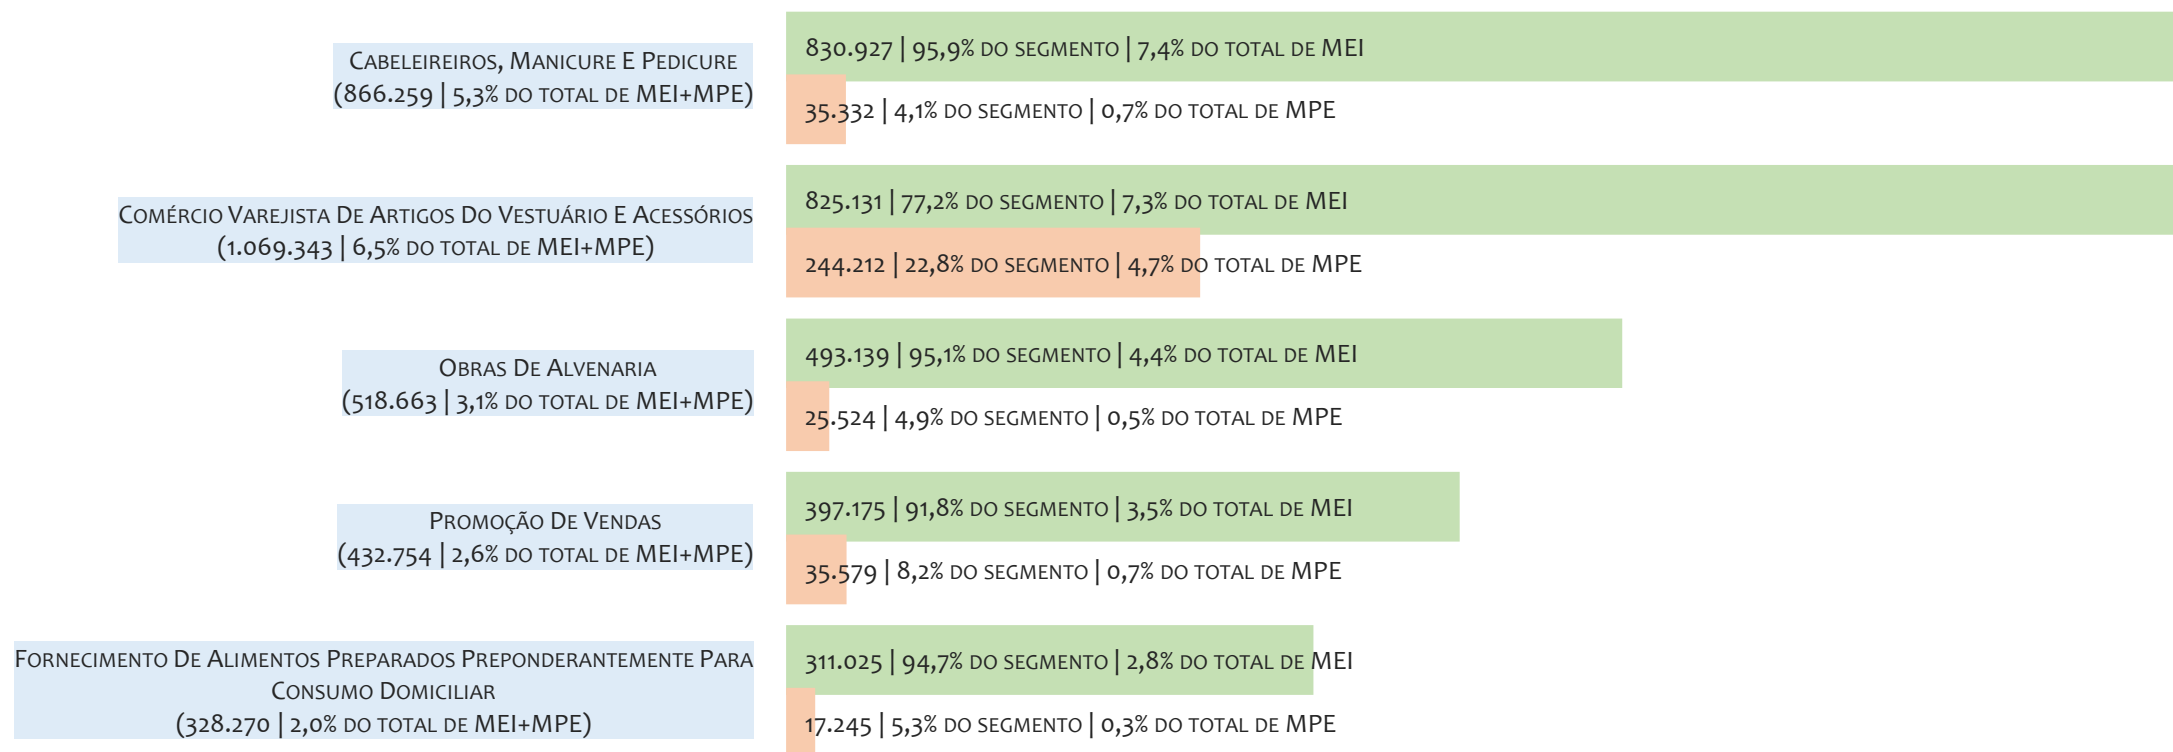 Cabeleireiros, Manicure E Pedicure
(866.259 | 5,3% do total de MEI+MPE)
830.927 | 95,9% do segmento | 7,4% do total de MEI
35.332 | 4,1% do segmento | 0,7% do total de MPE
Comércio Varejista De Artigos Do Vestuário E Acessórios
(1.069.343 | 6,5% do total de MEI+MPE)
825.131 | 77,2% do segmento | 7,3% do total de MEI
244.212 | 22,8% do segmento | 4,7% do total de MPE
Obras De Alvenaria
(518.663 | 3,1% do total de MEI+MPE)
493.139 | 95,1% do segmento | 4,4% do total de MEI
25.524 | 4,9% do segmento | 0,5% do total de MPE
Promoção De Vendas
(432.754 | 2,6% do total de MEI+MPE)
397.175 | 91,8% do segmento | 3,5% do total de MEI
35.579 | 8,2% do segmento | 0,7% do total de MPE
Fornecimento De Alimentos Preparados Preponderantemente Para
Consumo Domiciliar
(328.270 | 2,0% do total de MEI+MPE)
311.025 | 94,7% do segmento | 2,8% do total de MEI
17.245 | 5,3% do segmento | 0,3% do total de MPE